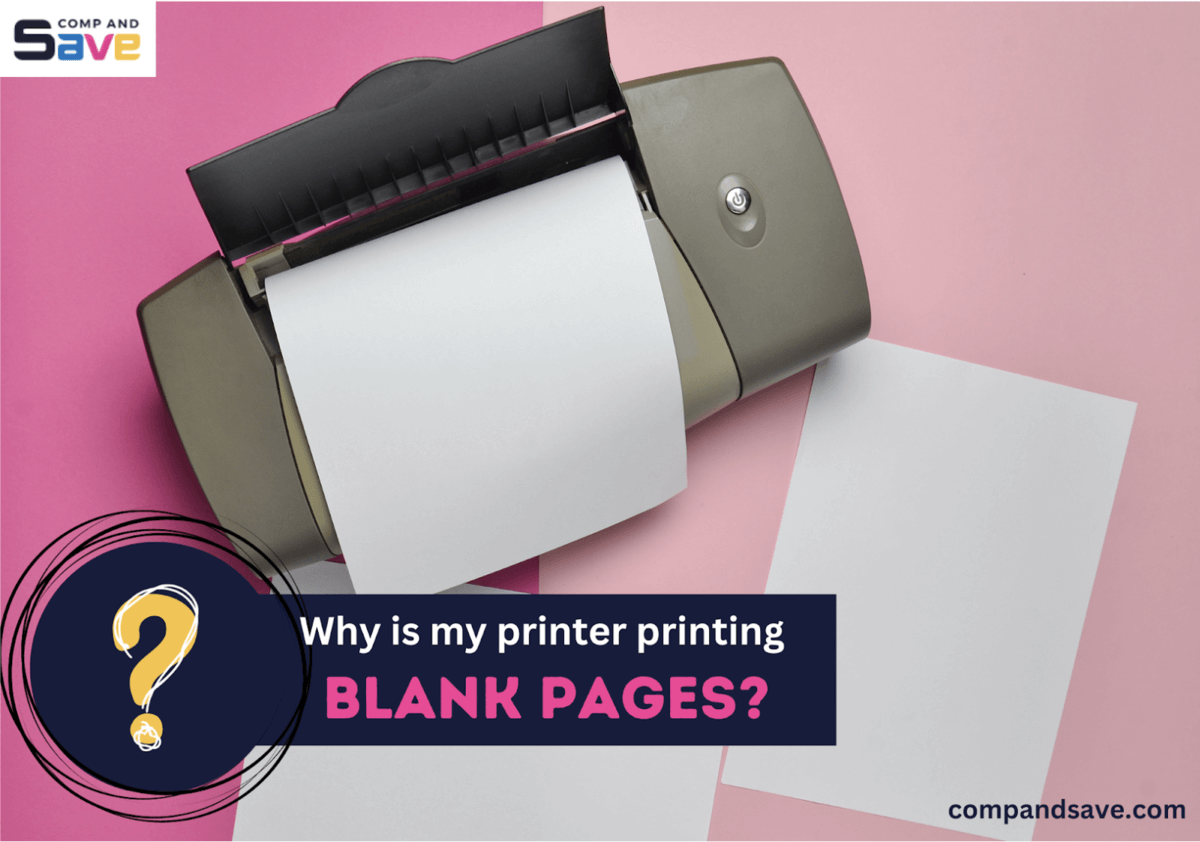 COMP AND
Save
Why is my printer printing
BLANK PAGES?
compandsave.com